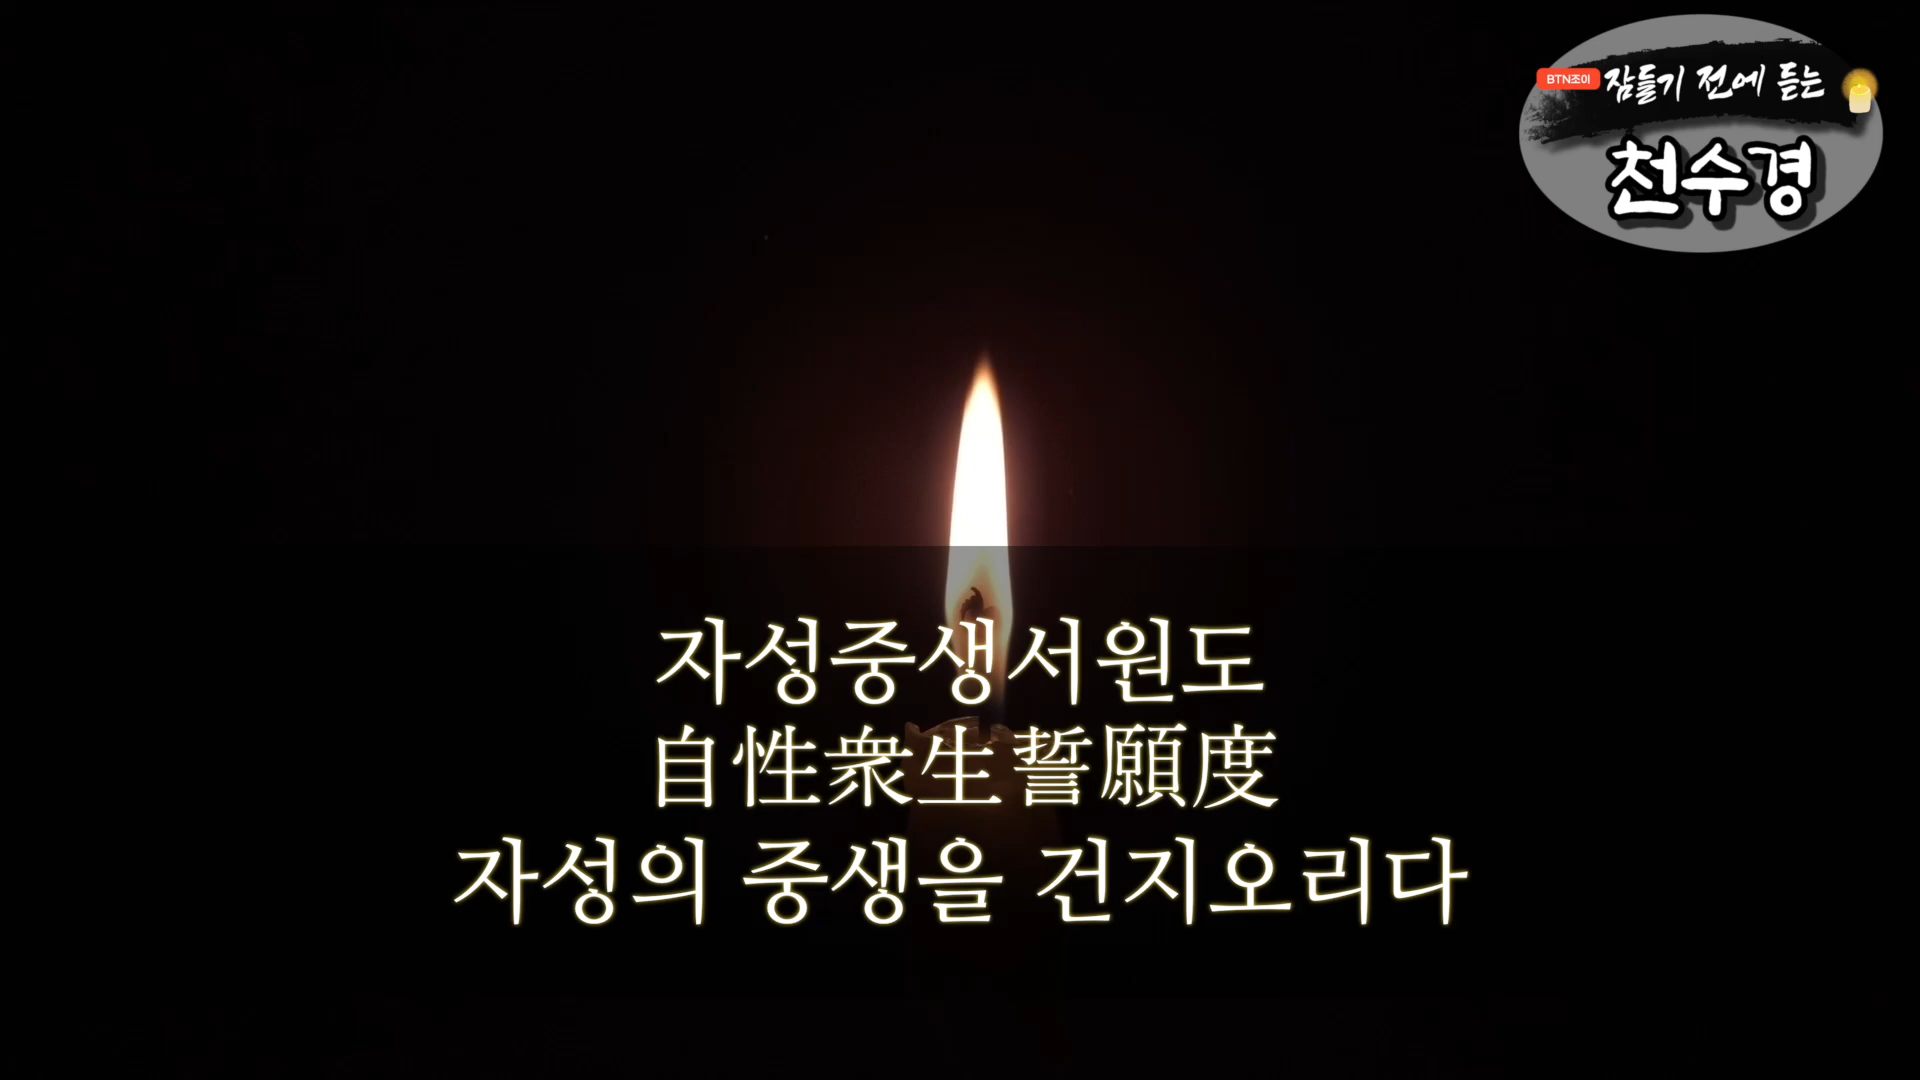 BTN조이 잠들기 전에 듣는
천수경
자성중생서원도
自性衆生誓願度
자성의 중생을 건지오리다